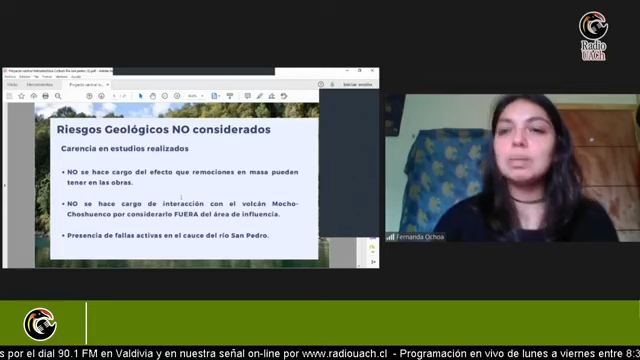 Radio
UACh
Iniciar sesión
Riesgos Geológicos NO considerados
Carencia en estudios realizados
• NO se hace cargo del efecto que remociones en masa puedan
tener en las obras.
• NO se hace cargo de interacción con el volcán Mocho-
Choshuenco por considerarlo FUERA del área de influencia.
• Presencia de fallas activas en el cauce del río San Pedro.
Fernanda Ochoa
s por el dial 90.1 FM en Valdivia y en nuestra señal on-line por www.radiouach.cl - Programación en vivo de lunes a viernes entre 8:3